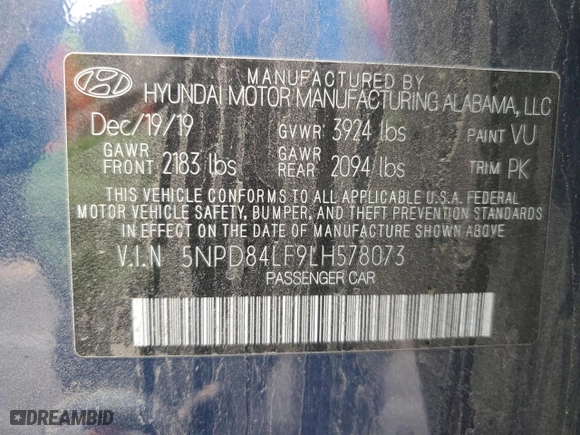 MANUFACTURED BY
HYUNDAI MOTOR MANUFACTURING ALABAMA, LLC
Dec/19/19 GVWR 3924 lbs PAINT VU
GAWR FRONT 2183 lbs GAWR REAR 2094 lbs TRIM PK
THIS VEHICLE CONFORMS TO ALL APPLICABLE U.S.A. FEDERAL
MOTOR VEHICLE SAFETY, BUMPER, AND THEFT PREVENTION STANDARDS
IN EFFECT ON THE DATE OF MANUFACTURE SHOWN ABOVE.
V.I.N 5NPD84LF9LH578073
PASSENGER CAR
DREAMBID